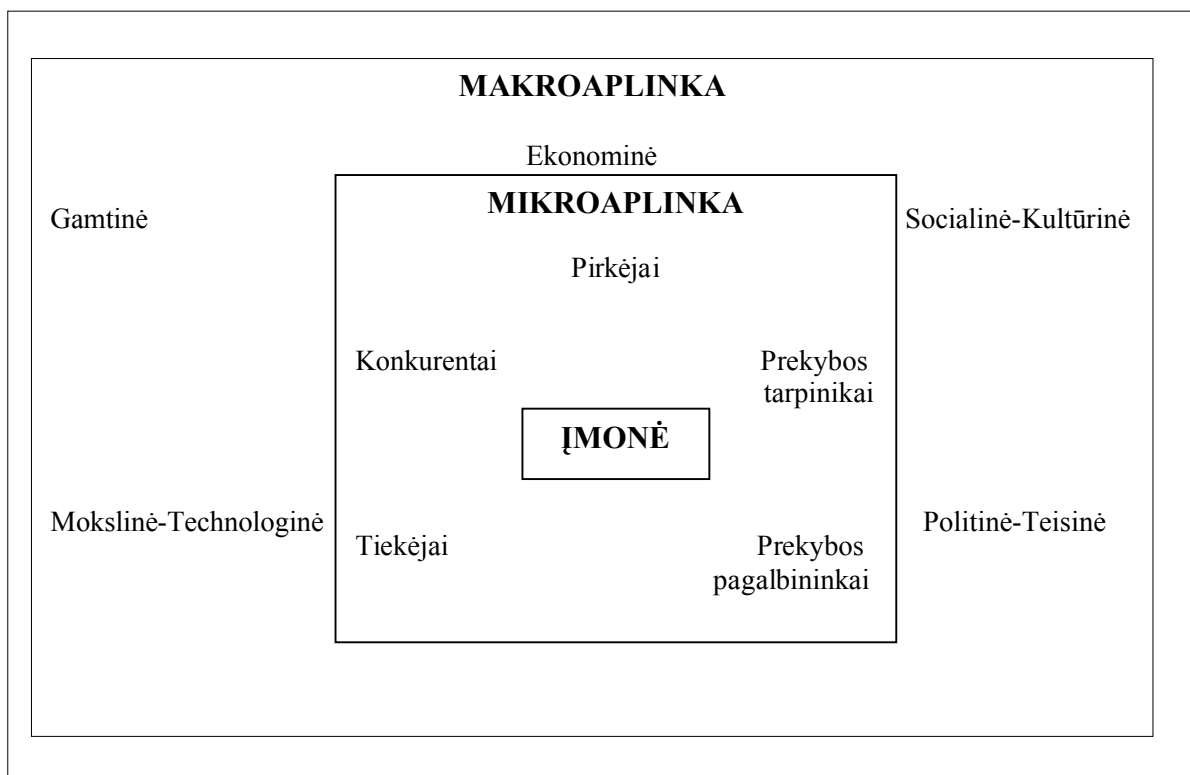 MAKROAPLINKA
Ekonominė
MIKROAPLINKA
Gamtinė
Socialinė-Kultūrinė
Pirkėjai
Konkurentai
Prekybos
tarpinikai
ĮMONĖ
Mokslinė-Technologinė
Politinė-Teisinė
Tiekėjai
Prekybos
pagalbininkai